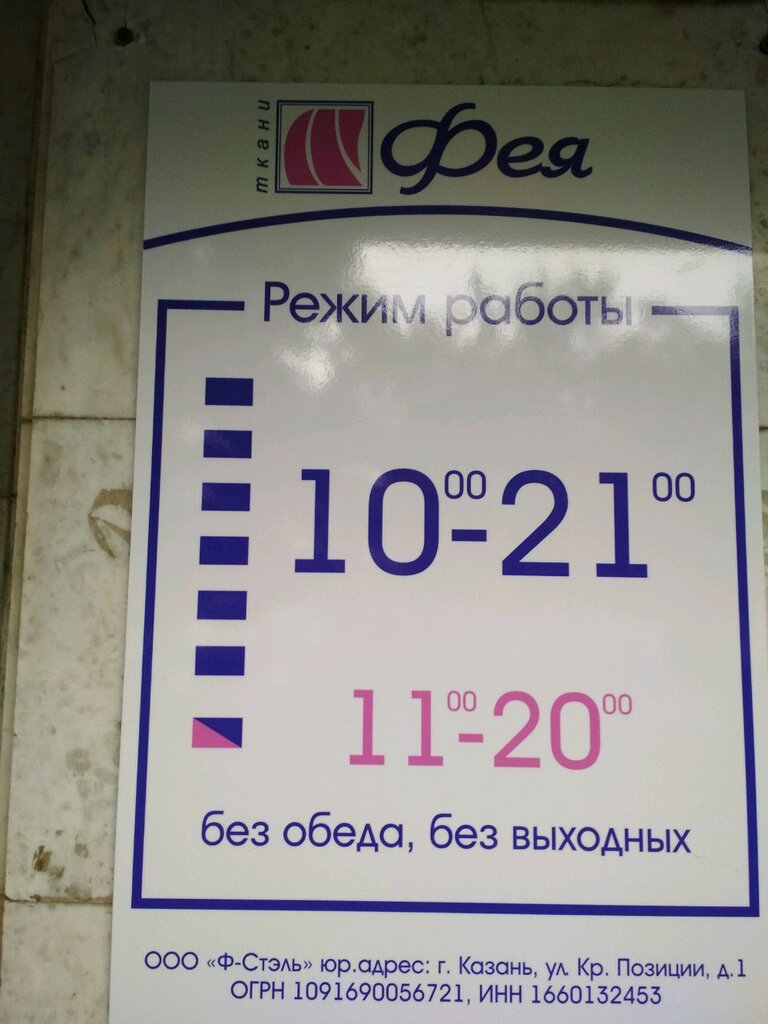 ткани
Фея
Режим работы
10⁰⁰-21⁰⁰
11⁰⁰-20⁰⁰
без обеда, без выходных
ООО «Ф-Стэль» юр.адрес: г. Казань, ул. Кр. Позиции, д.1
ОГРН 1091690056721, ИНН 1660132453